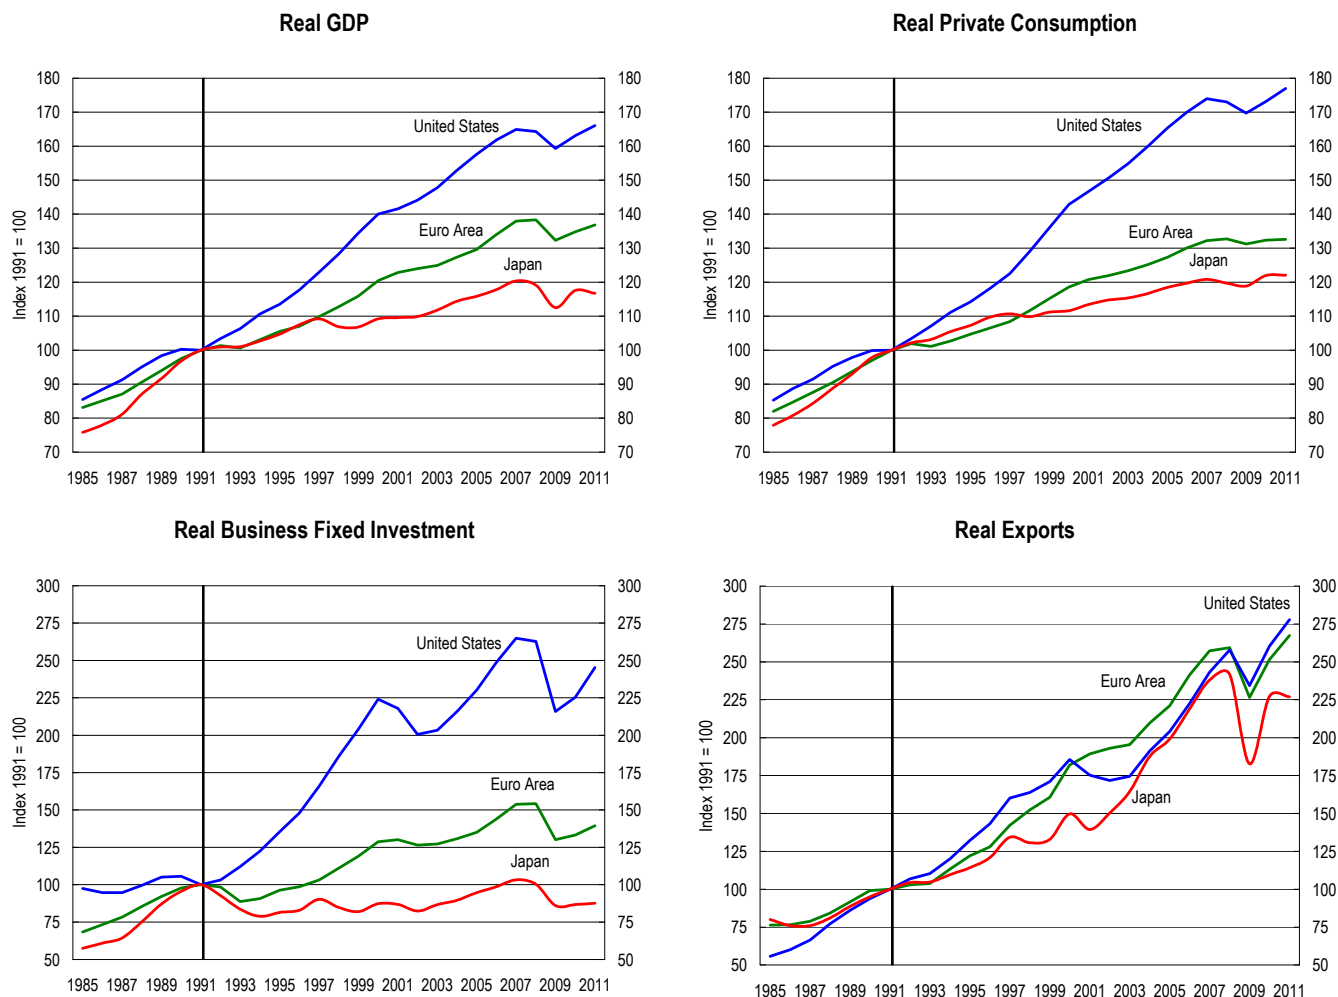 Real GDP
Real Private Consumption
180 180 180 180
170 170 170 170
United States United States
160 160 160 160
150 150 150 150
140 140 140 140
Euro Area Euro Area
130 130 130 130
Japan Japan
120 120 120 120
110 110 110 110
100 100 100 100
90 90 90 90
80 80 80 80
70 70 70 70
Index 1991 = 100
Index 1991 = 100
1985 1987 1989 1991 1993 1995 1997 1999 2001 2003 2005 2007 2009 2011
1985 1987 1989 1991 1993 1995 1997 1999 2001 2003 2005 2007 2009 2011
Real Business Fixed Investment
Real Exports
300 300 300 300
United States
275 275 275 275
United States
250 250 250 250
Euro Area
225 225 225 225
200 200 200 200
175 175 175 175
Euro Area Japan
150 150 150 150
125 125 125 125
Japan
100 100 100 100
75 75 75 75
50 50 50 50
Index 1991 = 100
Index 1991 = 100
1985 1987 1989 1991 1993 1995 1997 1999 2001 2003 2005 2007 2009 2011
1985 1987 1989 1991 1993 1995 1997 1999 2001 2003 2005 2007 2009 2011